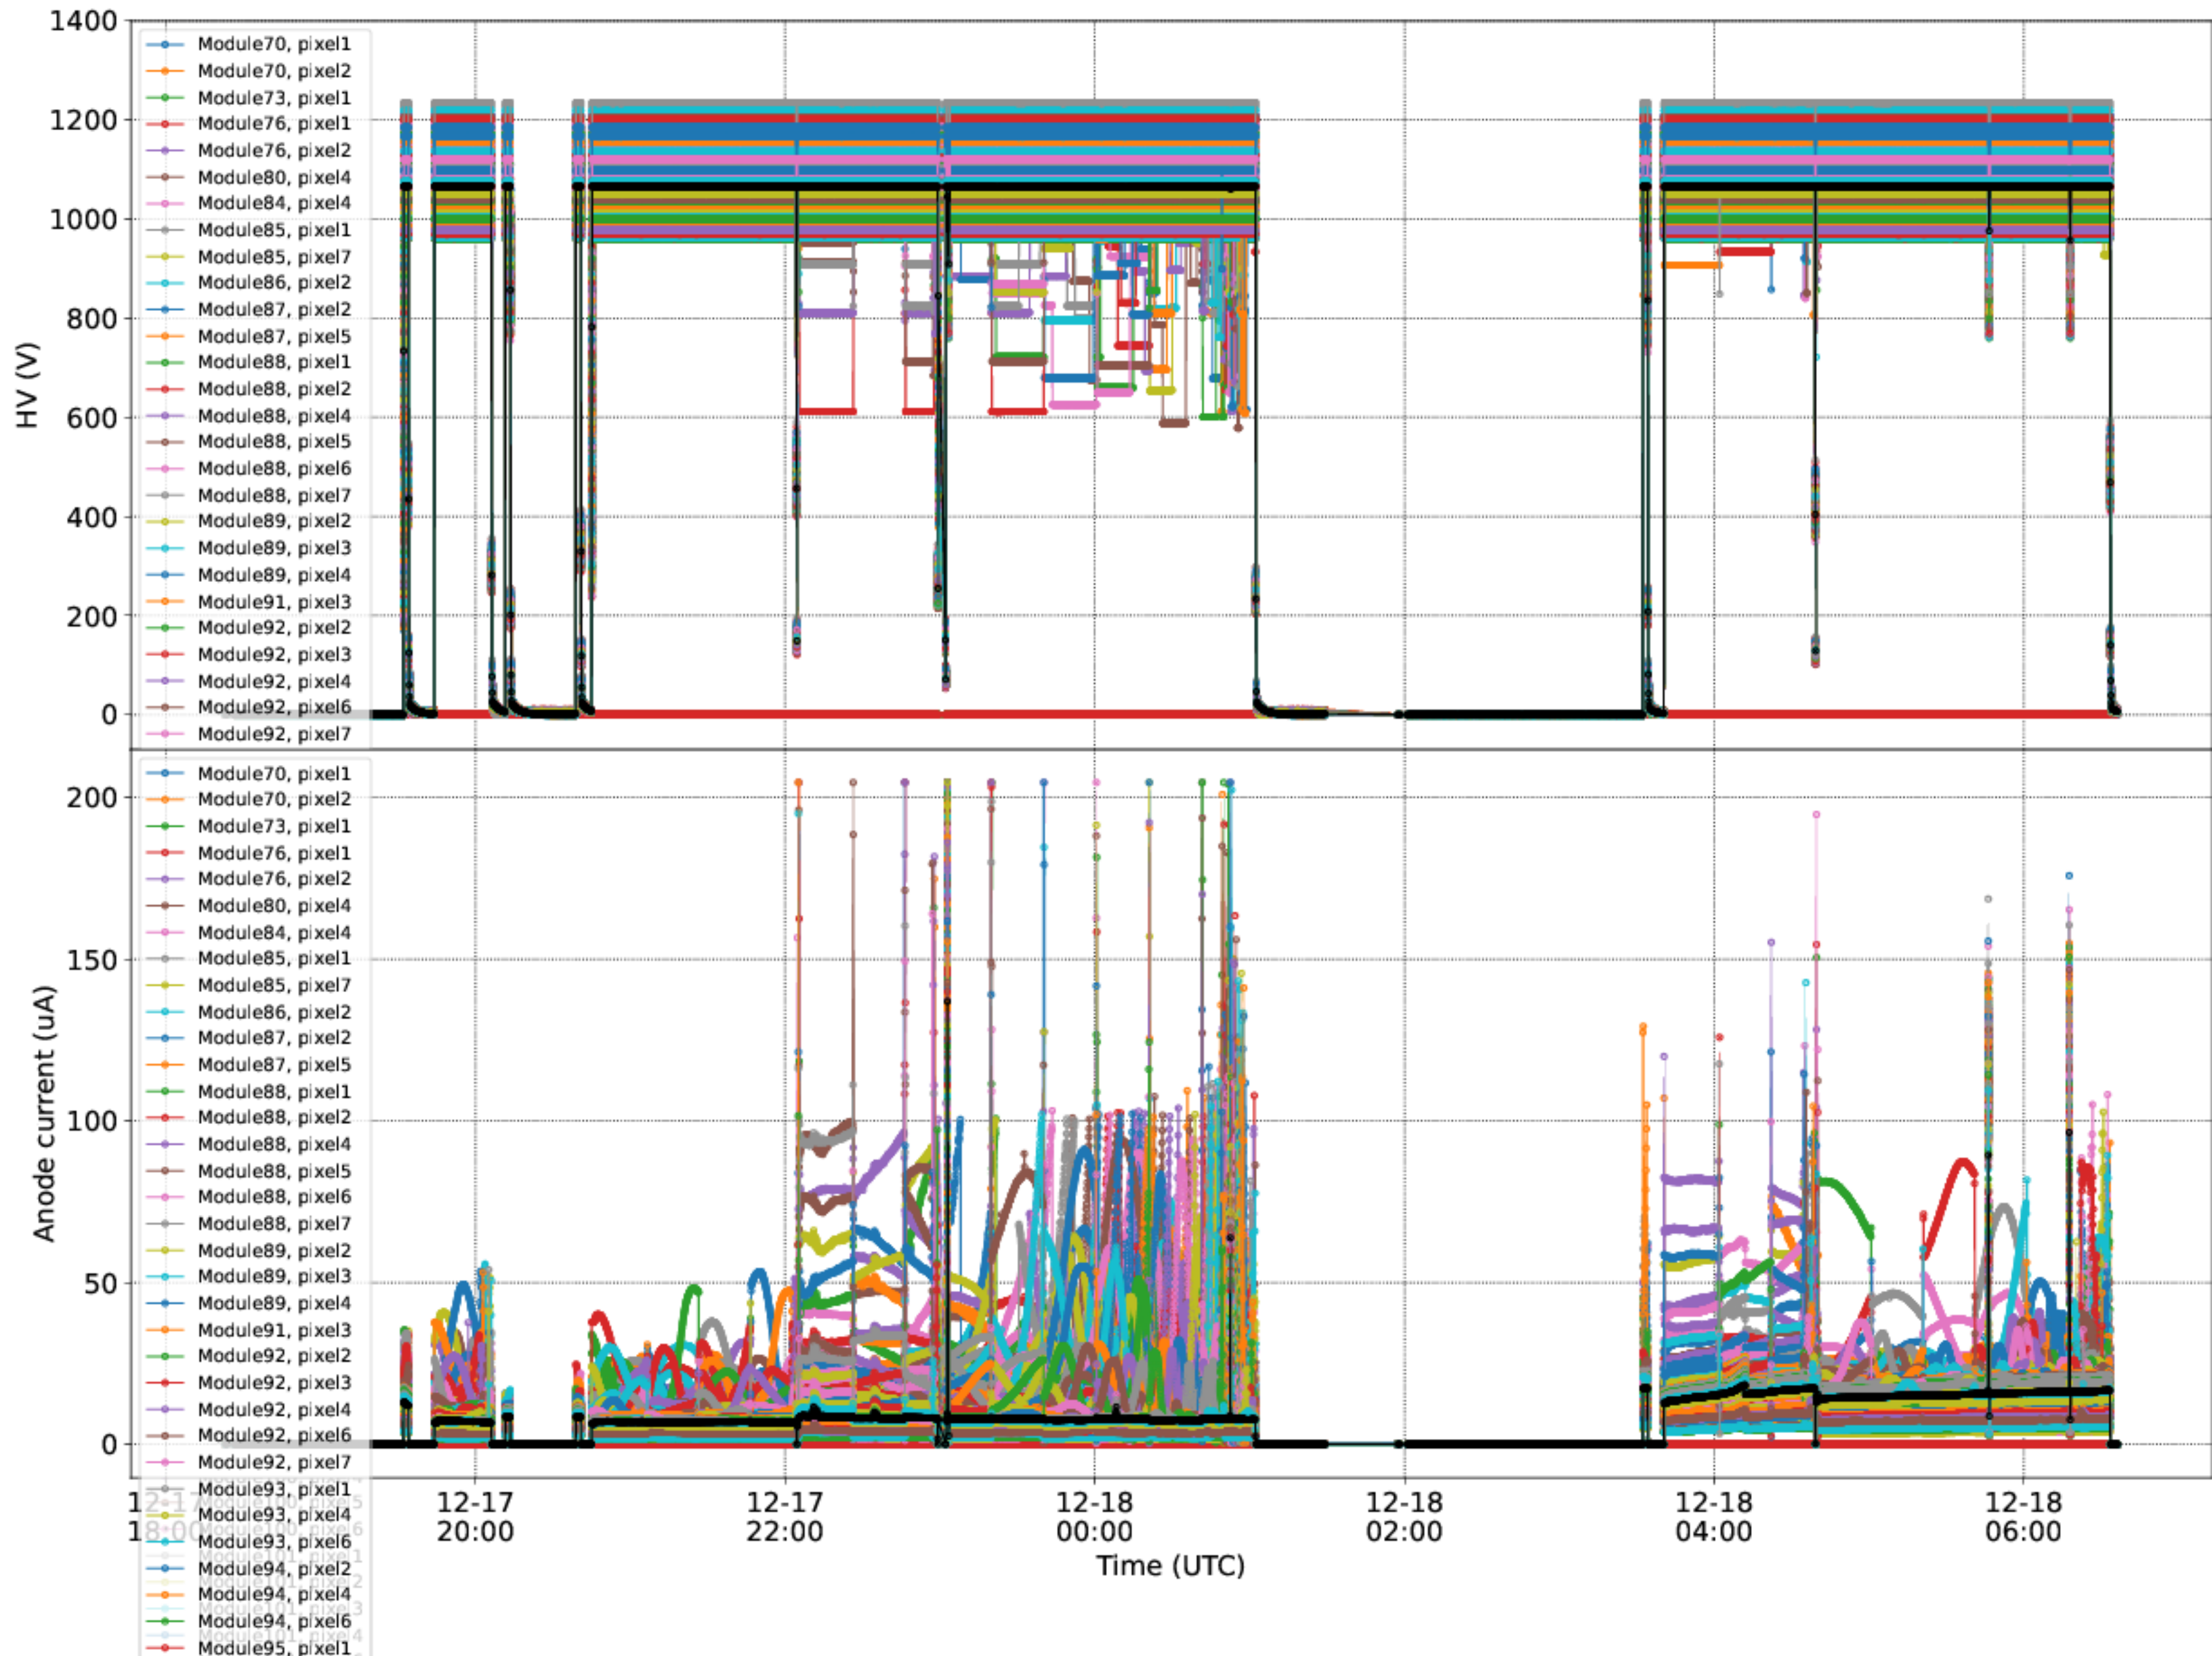 1400
1200
1000
800
600
400
200
0
HV (V)
Module70, pixel1
Module70, pixel2
Module73, pixel1
Module76, pixel1
Module76, pixel2
Module80, pixel4
Module84, pixel4
Module85, pixel1
Module85, pixel7
Module86, pixel2
Module87, pixel2
Module87, pixel5
Module88, pixel1
Module88, pixel2
Module88, pixel4
Module88, pixel5
Module88, pixel6
Module88, pixel7
Module89, pixel2
Module89, pixel3
Module89, pixel4
Module91, pixel3
Module92, pixel2
Module92, pixel3
Module92, pixel4
Module92, pixel6
Module92, pixel7
200
150
100
50
0
Anode current (uA)
Module70, pixel1
Module70, pixel2
Module73, pixel1
Module76, pixel1
Module76, pixel2
Module80, pixel4
Module84, pixel4
Module85, pixel1
Module85, pixel7
Module86, pixel2
Module87, pixel2
Module87, pixel5
Module88, pixel1
Module88, pixel2
Module88, pixel4
Module88, pixel5
Module88, pixel6
Module88, pixel7
Module89, pixel2
Module89, pixel3
Module89, pixel4
Module91, pixel3
Module92, pixel2
Module92, pixel3
Module92, pixel4
Module92, pixel6
Module92, pixel7
Module93, pixel1
Module93, pixel4
Module93, pixel6
Module94, pixel2
Module94, pixel4
Module94, pixel6
Module95, pixel1
12-17
18:00
12-17
20:00
12-17
22:00
12-18
00:00
12-18
02:00
12-18
04:00
12-18
06:00
Time (UTC)